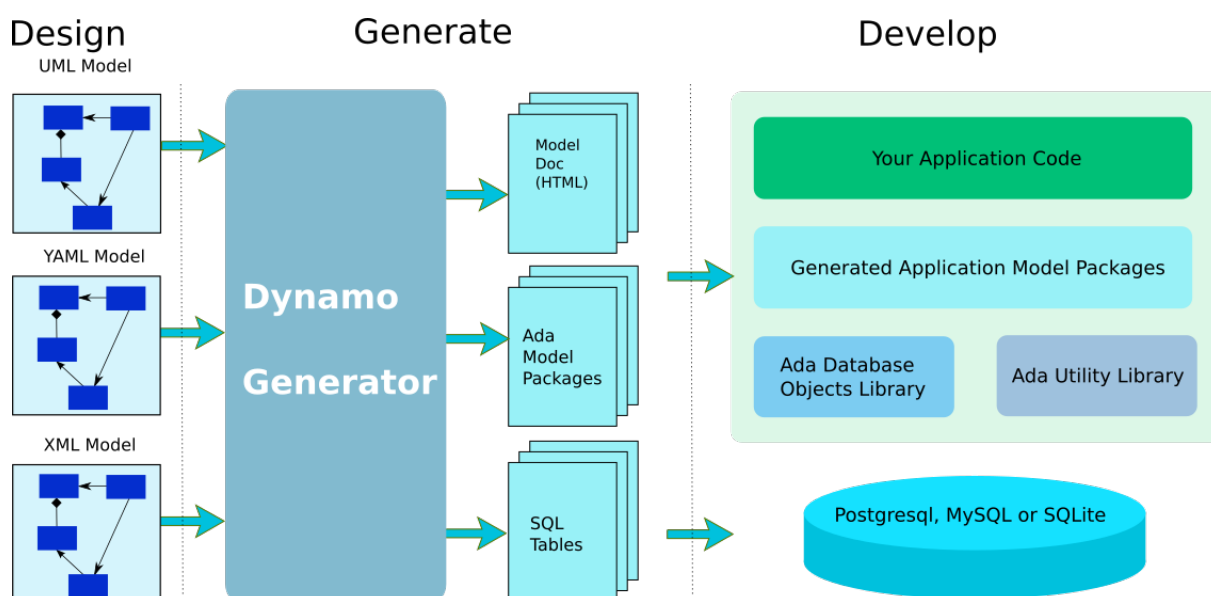 Design
Generate
Develop
UML Model
YAML Model
XML Model
Dynamo
Generator
Model
Doc
(HTML)
Ada
Model
Packages
SQL
Tables
Your Application Code
Generated Application Model Packages
Ada Database
Objects Library
Ada Utility Library
Postgresql, MySQL or SQLite